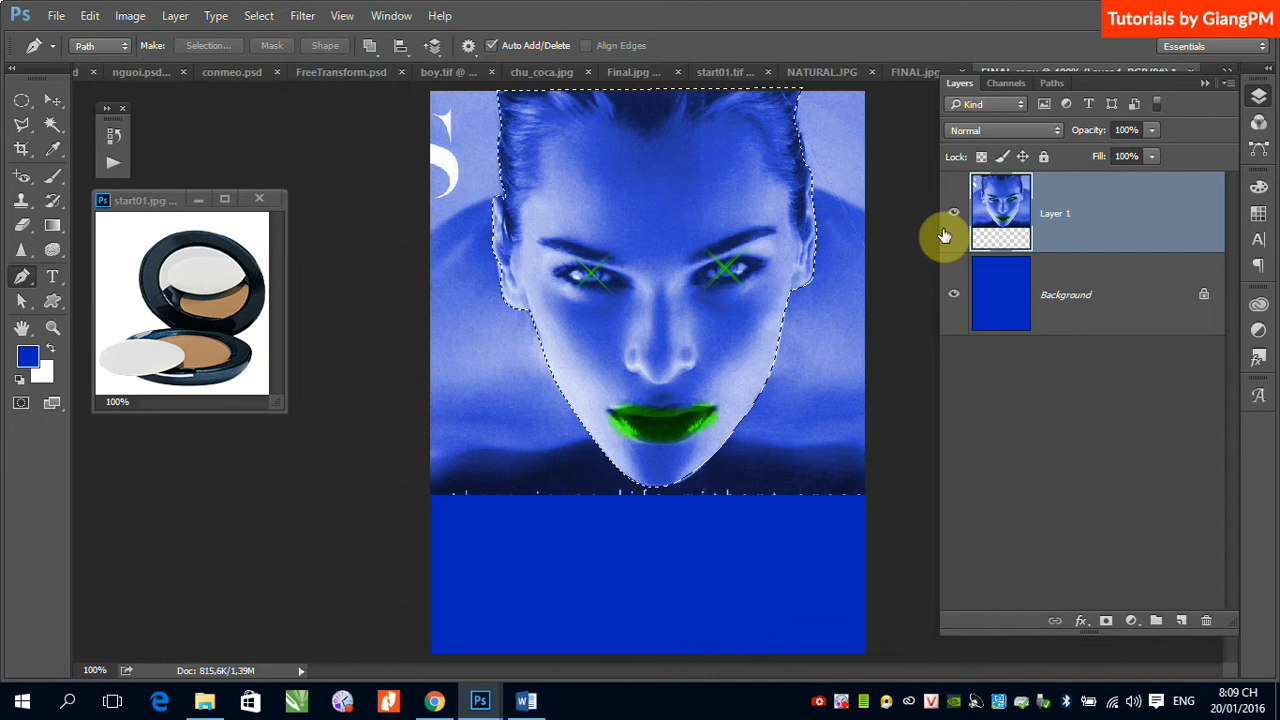 Tutorials by GiangPM
Ps File Edit Image Layer Type Select Filter View Window Help
Path Make: Selection... Mask Shape Auto Add/Delete Align Edges Essentials
d nguoi.psd... conmeo.psd FreeTransform.psd boy.tif @ ... chu_coca.jpg Final.jpg ... start01.tif ... NATURAL.JPG FINAL.jpg
Layers Channels Paths
Kind
Normal Opacity: 100%
Lock: Fill: 100%
Ps start01.jpg ...
S
Layer 1
Background
100%
100% Doc: 815,6K/1,39M
ENG
8:09 CH
20/01/2016